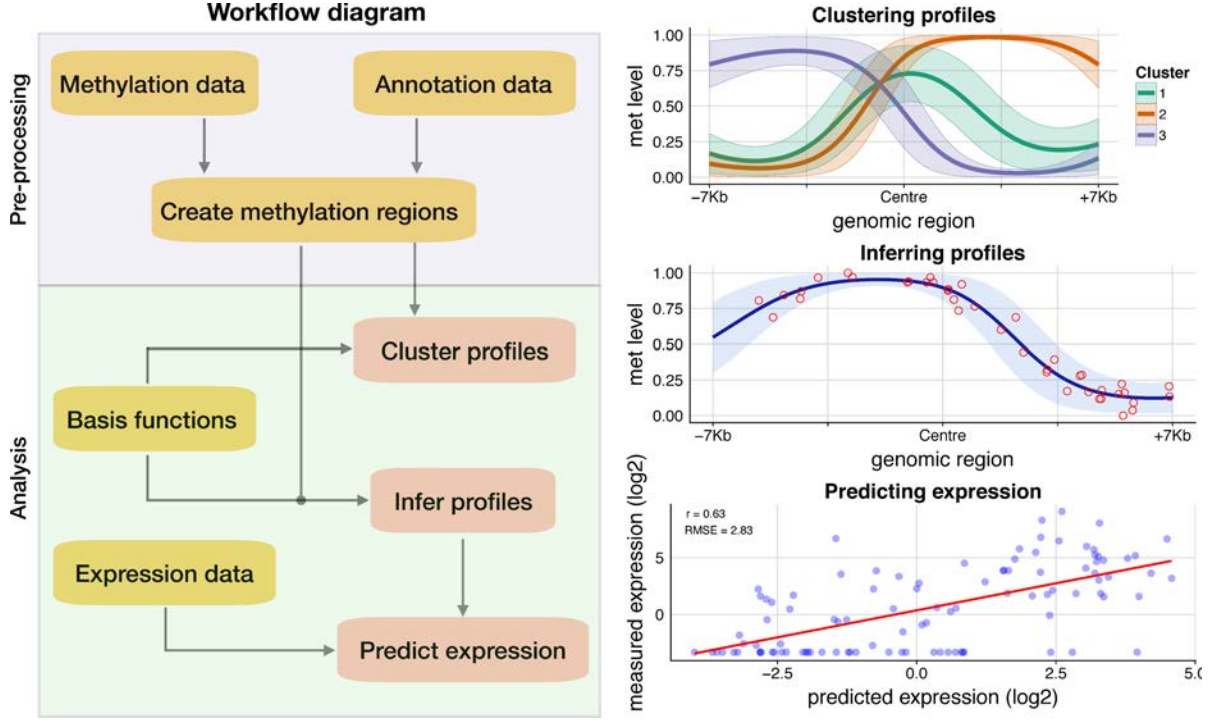 Workflow diagram
Pre-processing
Methylation data
Annotation data
Create methylation regions
Analysis
Cluster profiles
Basis functions
Infer profiles
Expression data
Predict expression
Clustering profiles
met level
1.00
0.75
0.50
0.25
0.00
−7Kb
Centre
+7Kb
genomic region
Cluster
1
2
3
Inferring profiles
met level
1.00
0.75
0.50
0.25
0.00
−7Kb
Centre
+7Kb
genomic region
Predicting expression
measured expression (log2)
r = 0.63
RMSE = 2.83
5
0
−2.5
0.0
2.5
5.0
predicted expression (log2)